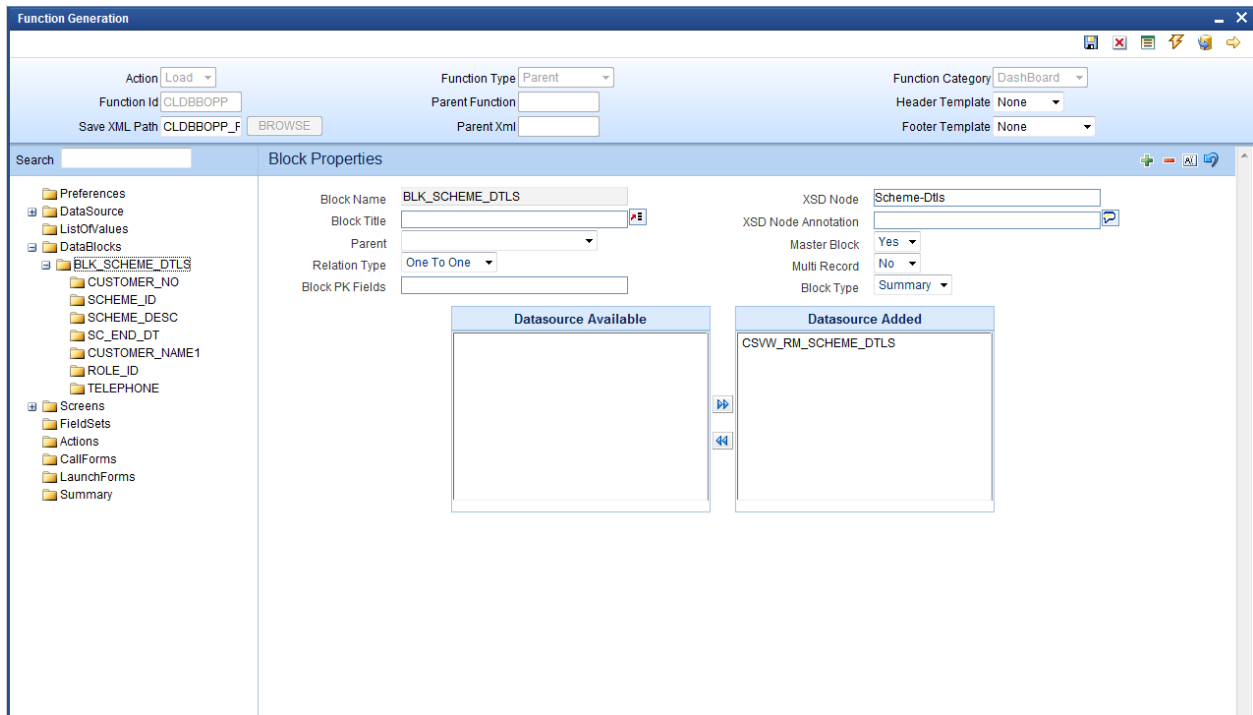 Function Generation
Action Load Function Type Parent Function Category DashBoard
Function Id CLDBBOPP Parent Function Header Template None
Save XML Path CLDBBOPP_F BROWSE Parent Xml Footer Template None
Search Block Properties
Preferences
DataSource
ListOfValues
DataBlocks
BLK_SCHEME_DTLS
CUSTOMER_NO
SCHEME_ID
SCHEME_DESC
SC_END_DT
CUSTOMER_NAME1
ROLE_ID
TELEPHONE
Screens
FieldSets
Actions
CallForms
LaunchForms
Summary
Block Name BLK_SCHEME_DTLS XSD Node Scheme-Dtls
Block Title XSD Node Annotation
Parent Master Block Yes
Relation Type One To One Multi Record No
Block PK Fields Block Type Summary
Datasource Available Datasource Added
CSVW_RM_SCHEME_DTLS